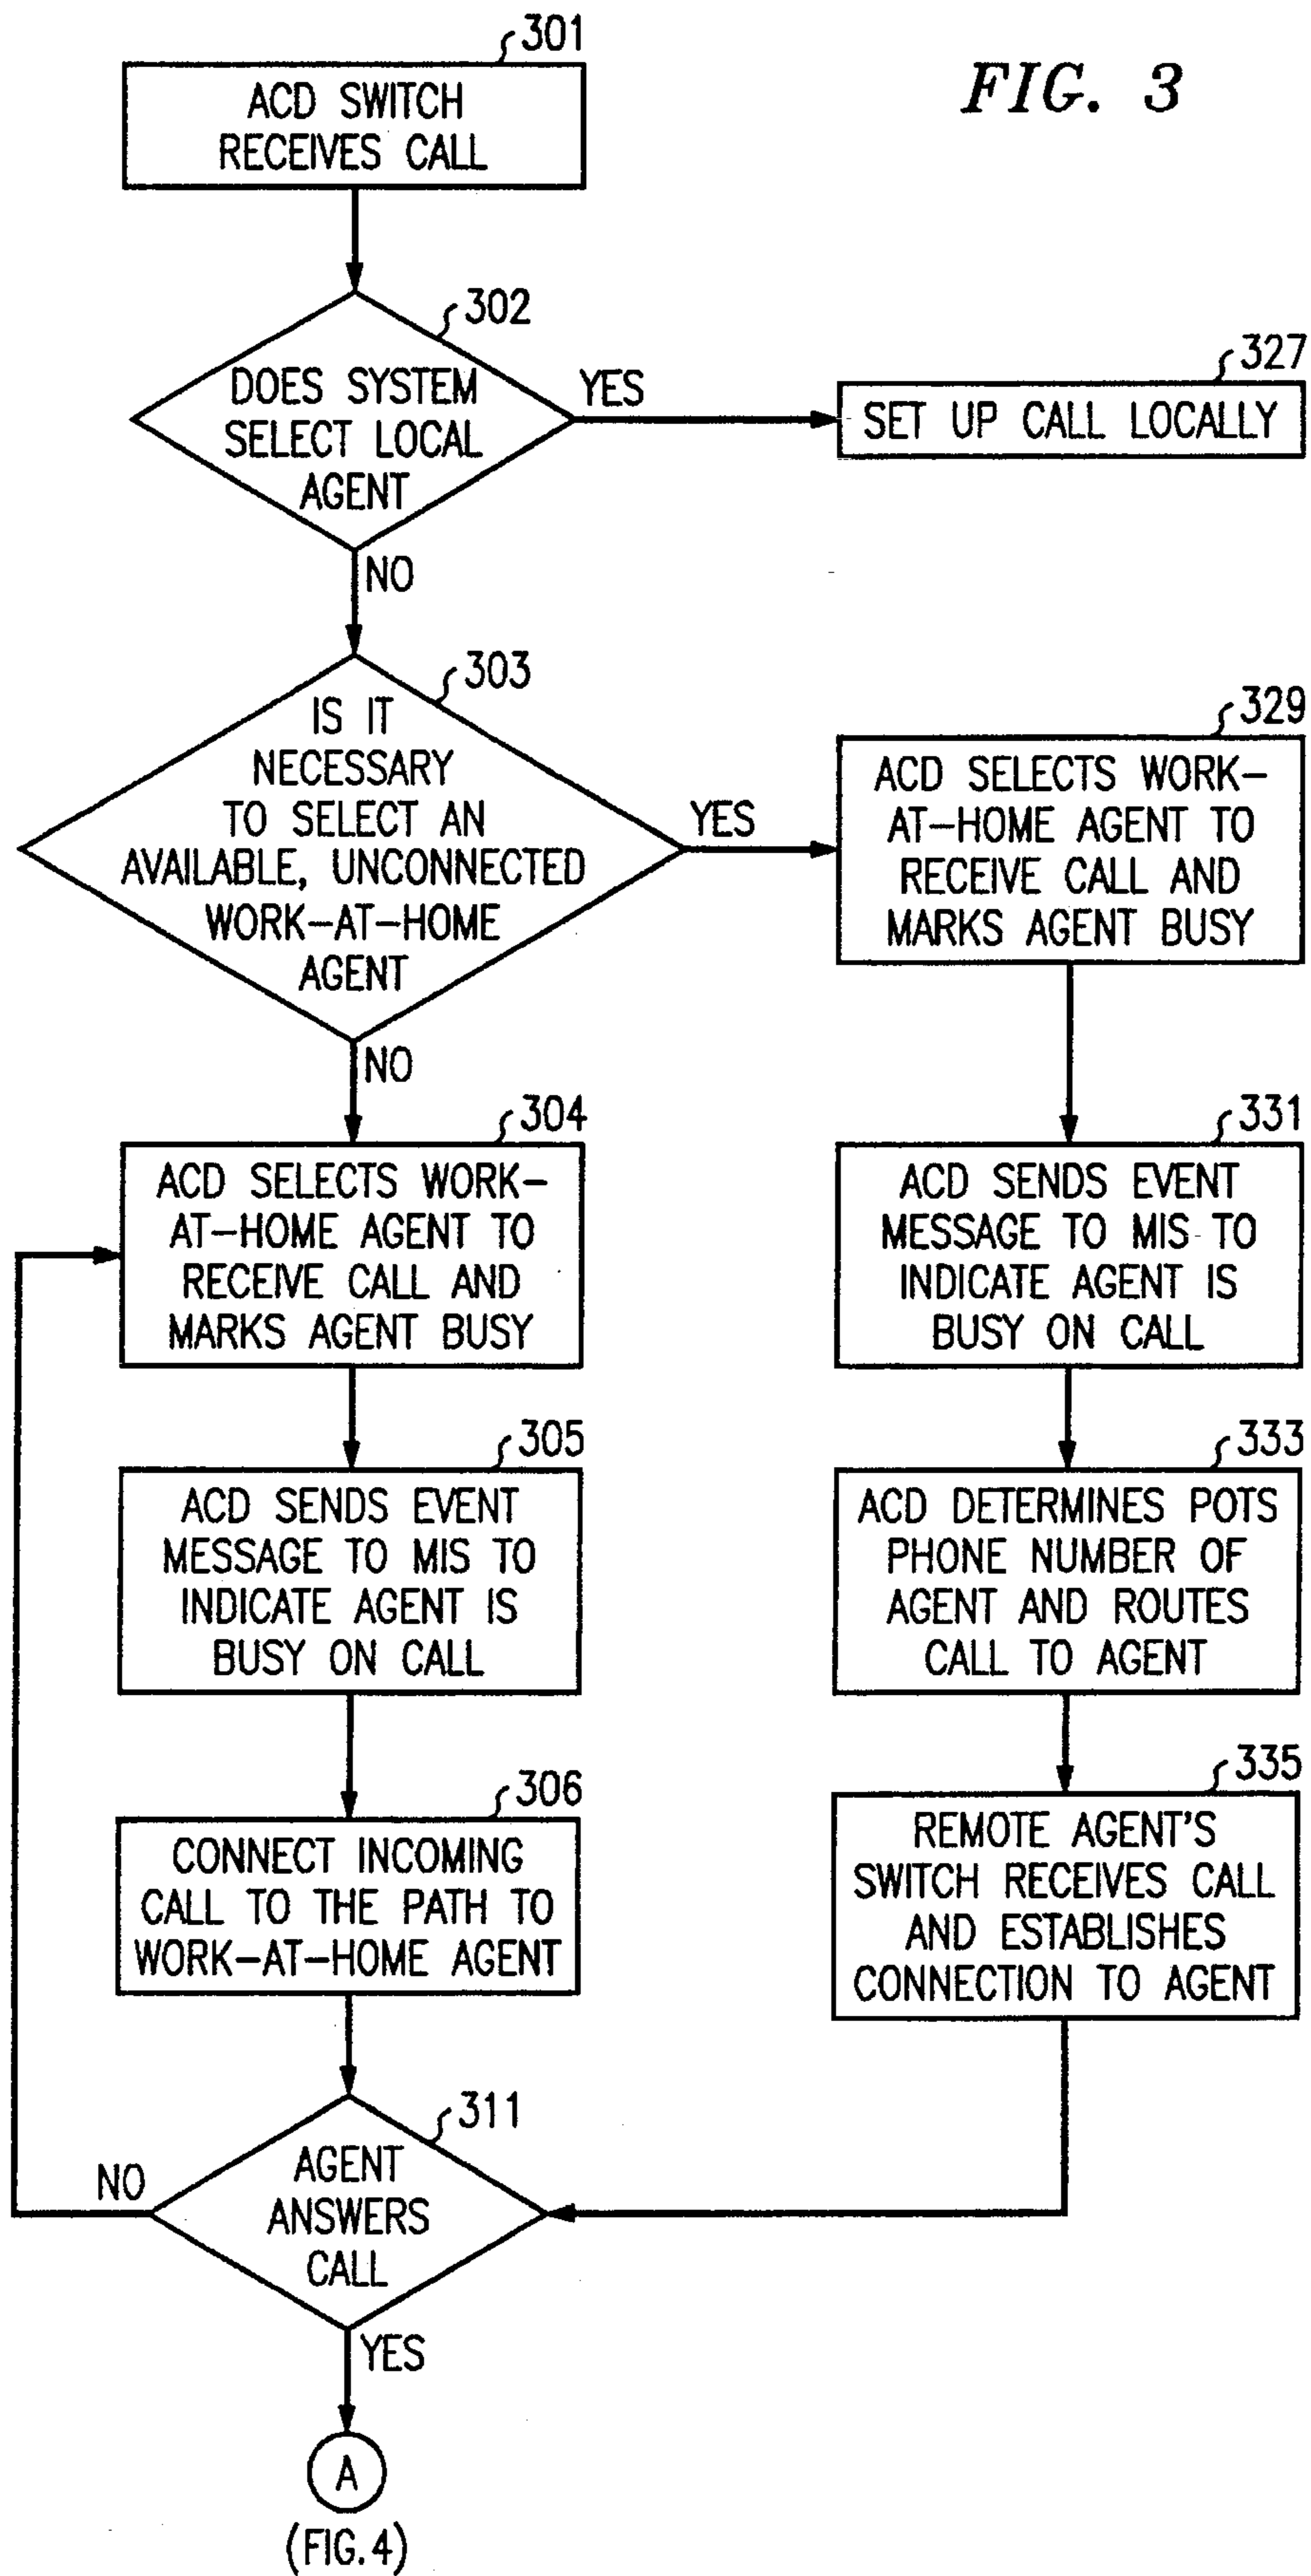 FIG. 3
301
ACD SWITCH
RECEIVES CALL
302
DOES SYSTEM
SELECT LOCAL
AGENT
YES
327
SET UP CALL LOCALLY
NO
303
IS IT
NECESSARY
TO SELECT AN
AVAILABLE, UNCONNECTED
WORK-AT-HOME
AGENT
YES
329
ACD SELECTS WORK-
AT-HOME AGENT TO
RECEIVE CALL AND
MARKS AGENT BUSY
NO
304
ACD SELECTS WORK-
AT-HOME AGENT TO
RECEIVE CALL AND
MARKS AGENT BUSY
331
ACD SENDS EVENT
MESSAGE TO MIS TO
INDICATE AGENT IS
BUSY ON CALL
305
ACD SENDS EVENT
MESSAGE TO MIS TO
INDICATE AGENT IS
BUSY ON CALL
333
ACD DETERMINES POTS
PHONE NUMBER OF
AGENT AND ROUTES
CALL TO AGENT
306
CONNECT INCOMING
CALL TO THE PATH TO
WORK-AT-HOME AGENT
335
REMOTE AGENT'S
SWITCH RECEIVES CALL
AND ESTABLISHES
CONNECTION TO AGENT
311
AGENT
ANSWERS
CALL
NO
YES
A
(FIG.4)